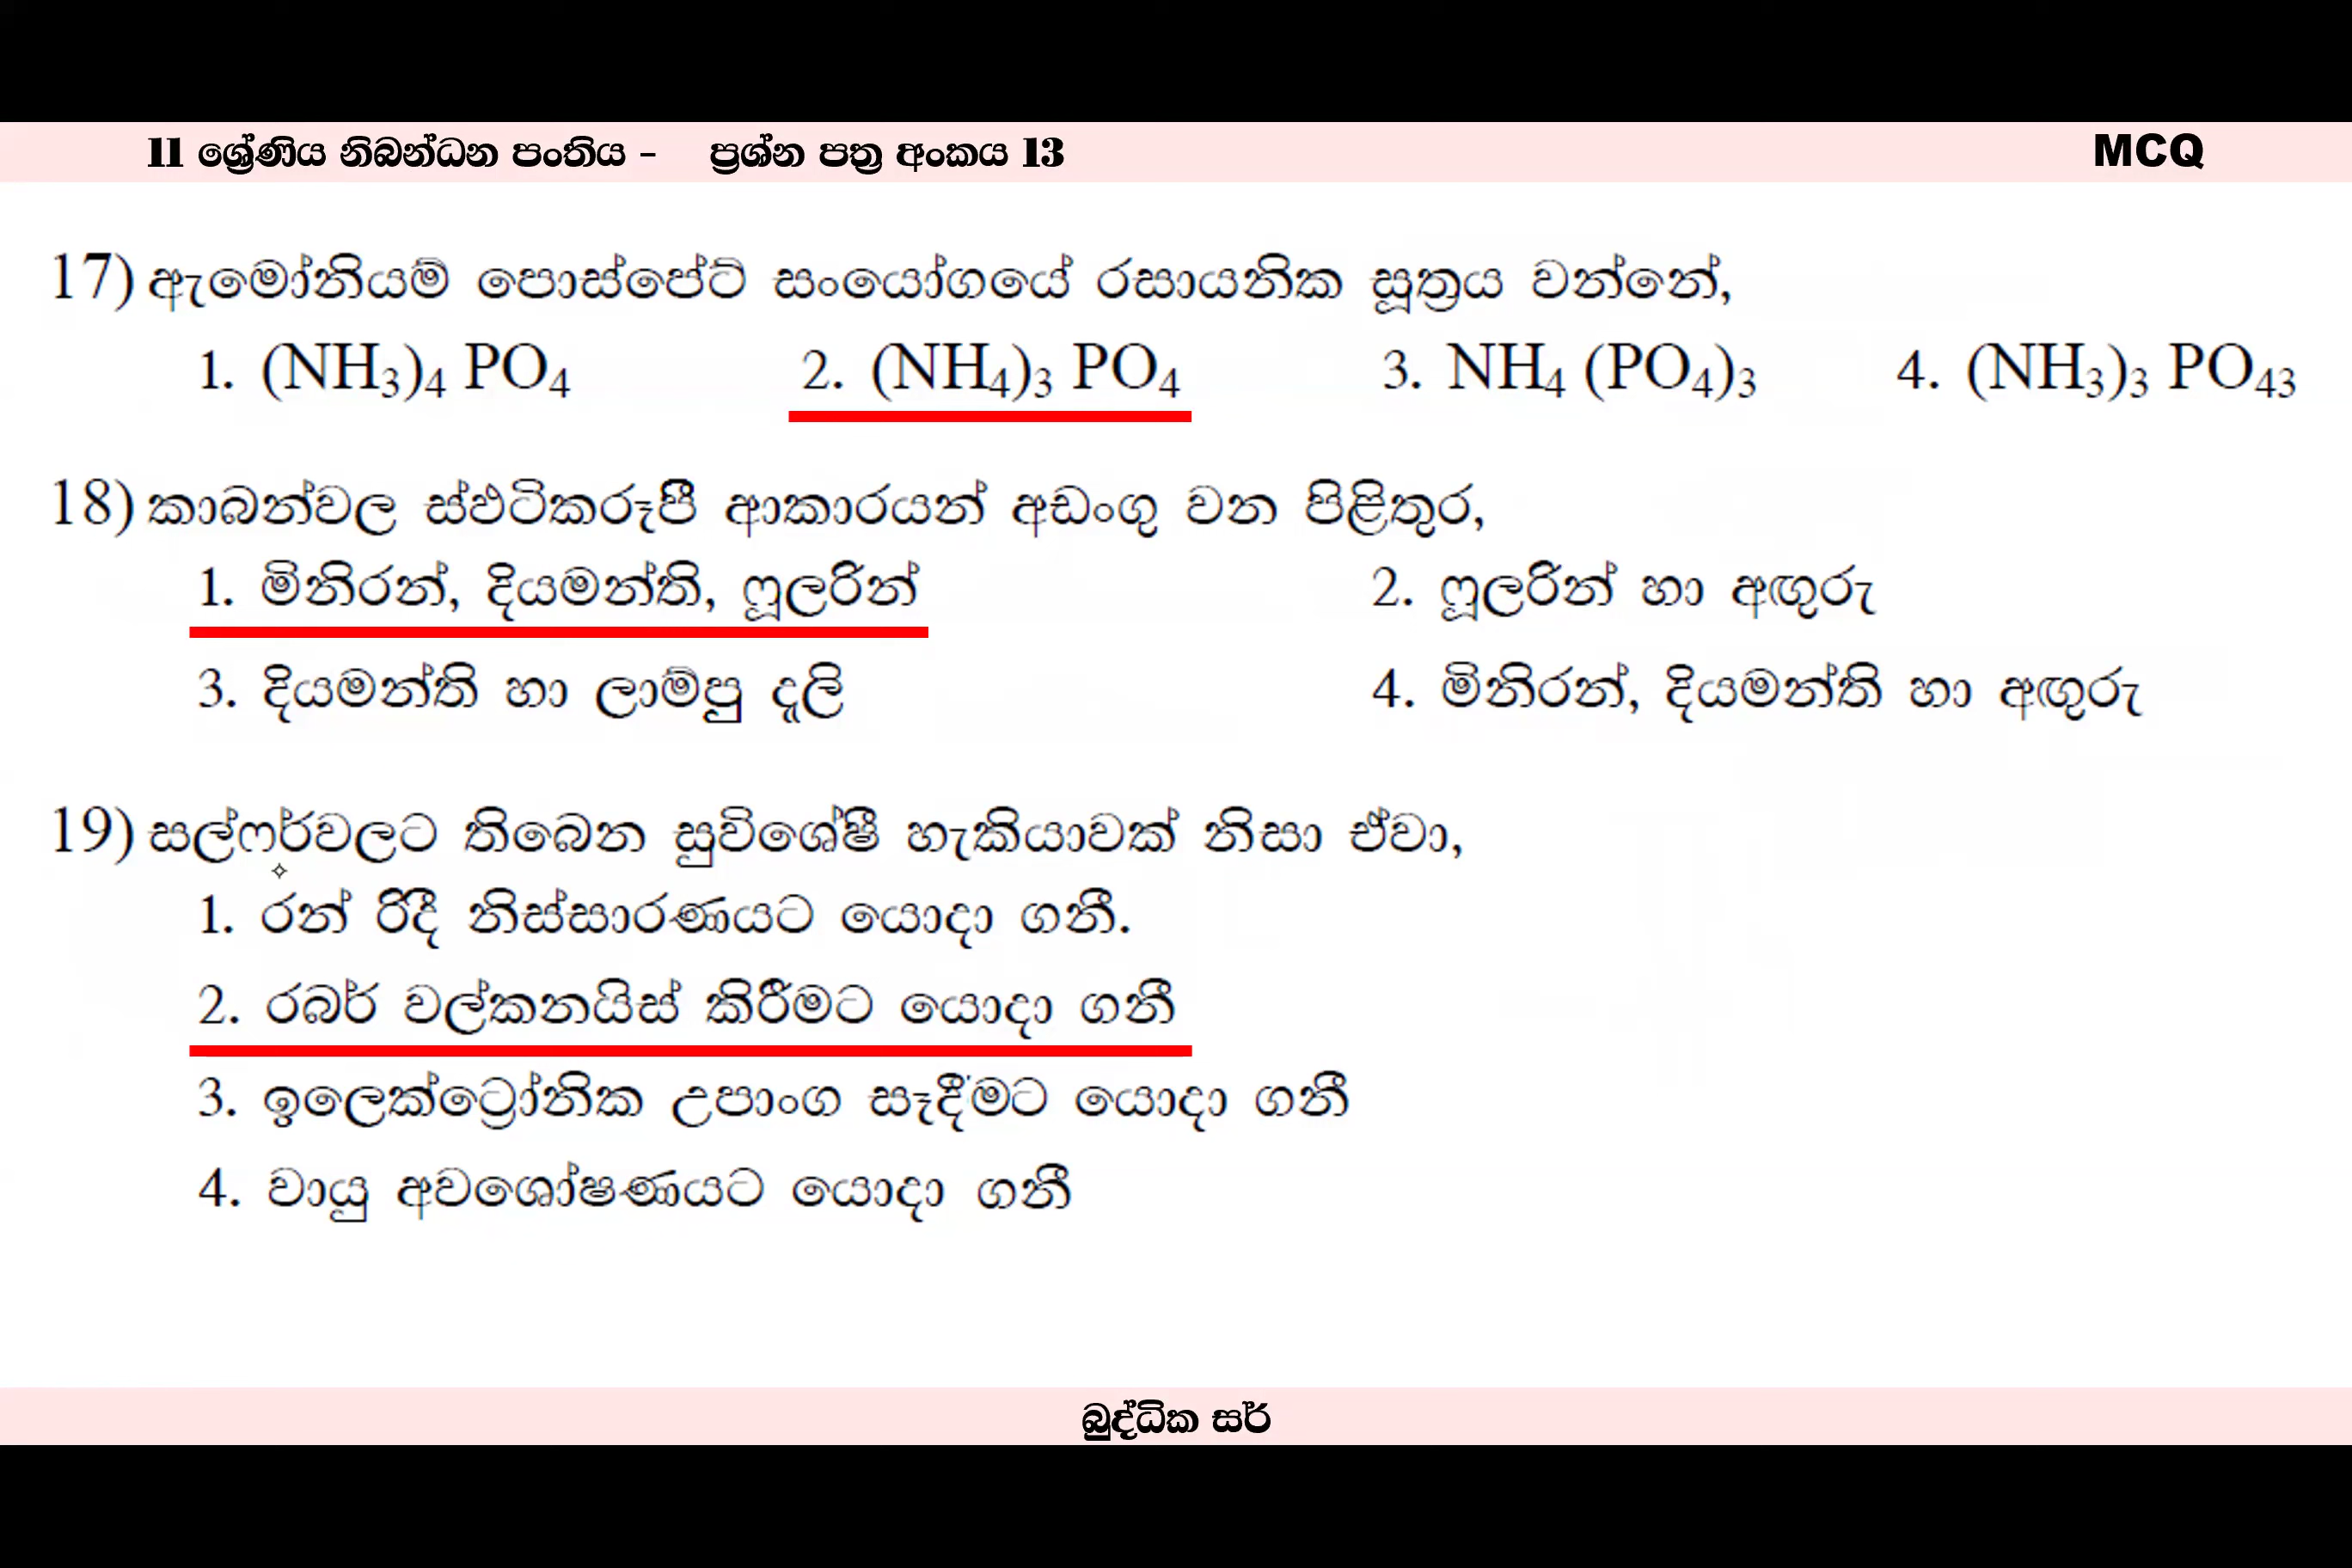 11 ශ්‍රේණිය නිබන්ධන පංතිය - ප්‍රශ්න පත්‍ර අංකය 13 MCQ
17) ඇමෝනියම් පොස්පේට් සංයෝගයේ රසායනික සූත්‍රය වන්නේ,
1. (NH₃)₄ PO₄ 2. (NH₄)₃ PO₄ 3. NH₄ (PO₄)₃ 4. (NH₃)₃ PO₄₃
18) කාබන්වල ස්ඵටිකරූපී ආකාරයන් අඩංගු වන පිළිතුර,
1. මිනිරන්, දියමන්ති, ෆූලරින් 2. ෆූලරින් හා අඟුරු
3. දියමන්ති හා ලාම්පු දැලි 4. මිනිරන්, දියමන්ති හා අඟුරු
19) සල්ෆර්වලට තිබෙන සුවිශේෂී හැකියාවක් නිසා ඒවා,
1. රන් රිදී නිස්සාරණයට යොදා ගනී.
2. රබර් වල්කනයිස් කිරීමට යොදා ගනී
3. ඉලෙක්ට්‍රෝනික උපාංග සෑදීමට යොදා ගනී
4. වායු අවශෝෂණයට යොදා ගනී
බුද්ධික සර්